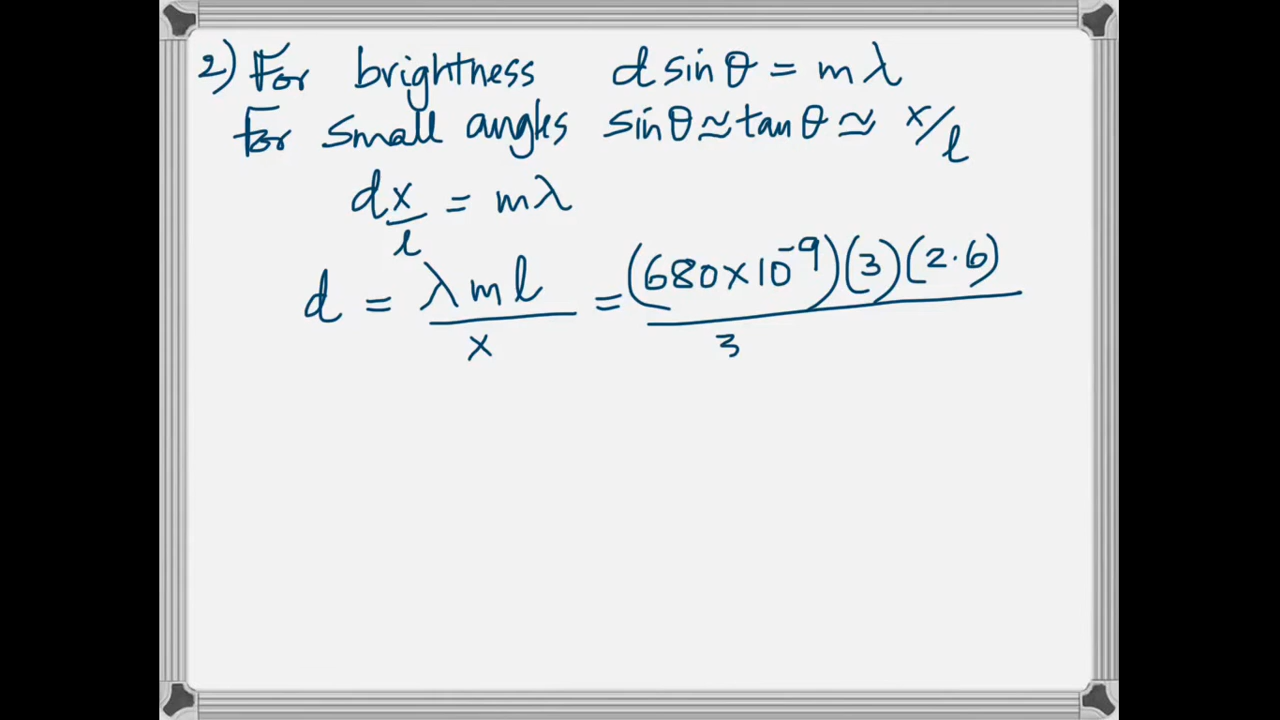 2) For brightness d sin θ = mλ
For small angles sin θ ≈ tan θ ≈ x/l
dx/l = mλ
d = λml/x = (680×10⁻⁹)(3)(2.6)/3